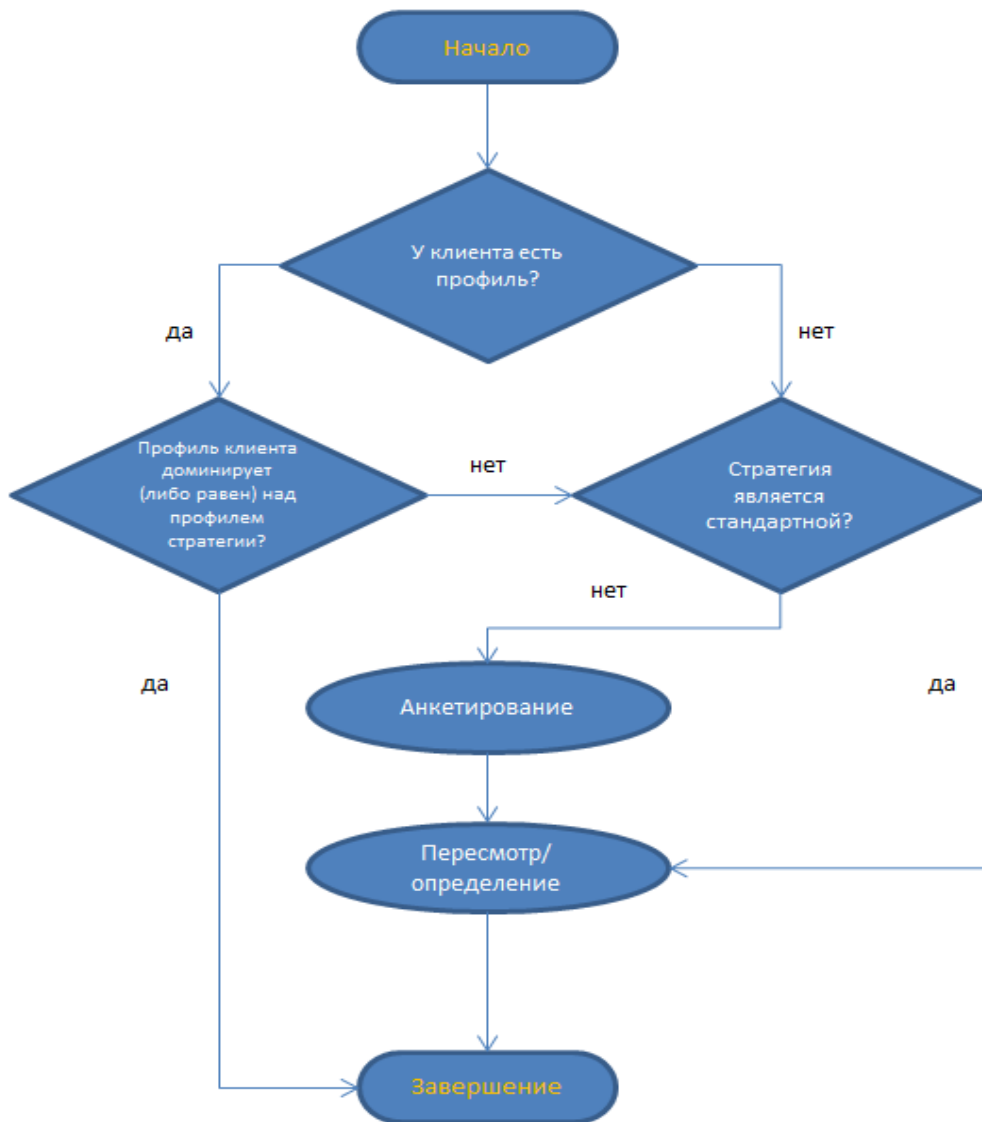 Начало
У клиента есть
профиль?
да
нет
Профиль клиента
доминирует
(либо равен) над
профилем
стратегии?
нет
Стратегия
является
стандартной?
нет
да
Анкетирование
да
Пересмотр/
определение
Завершение